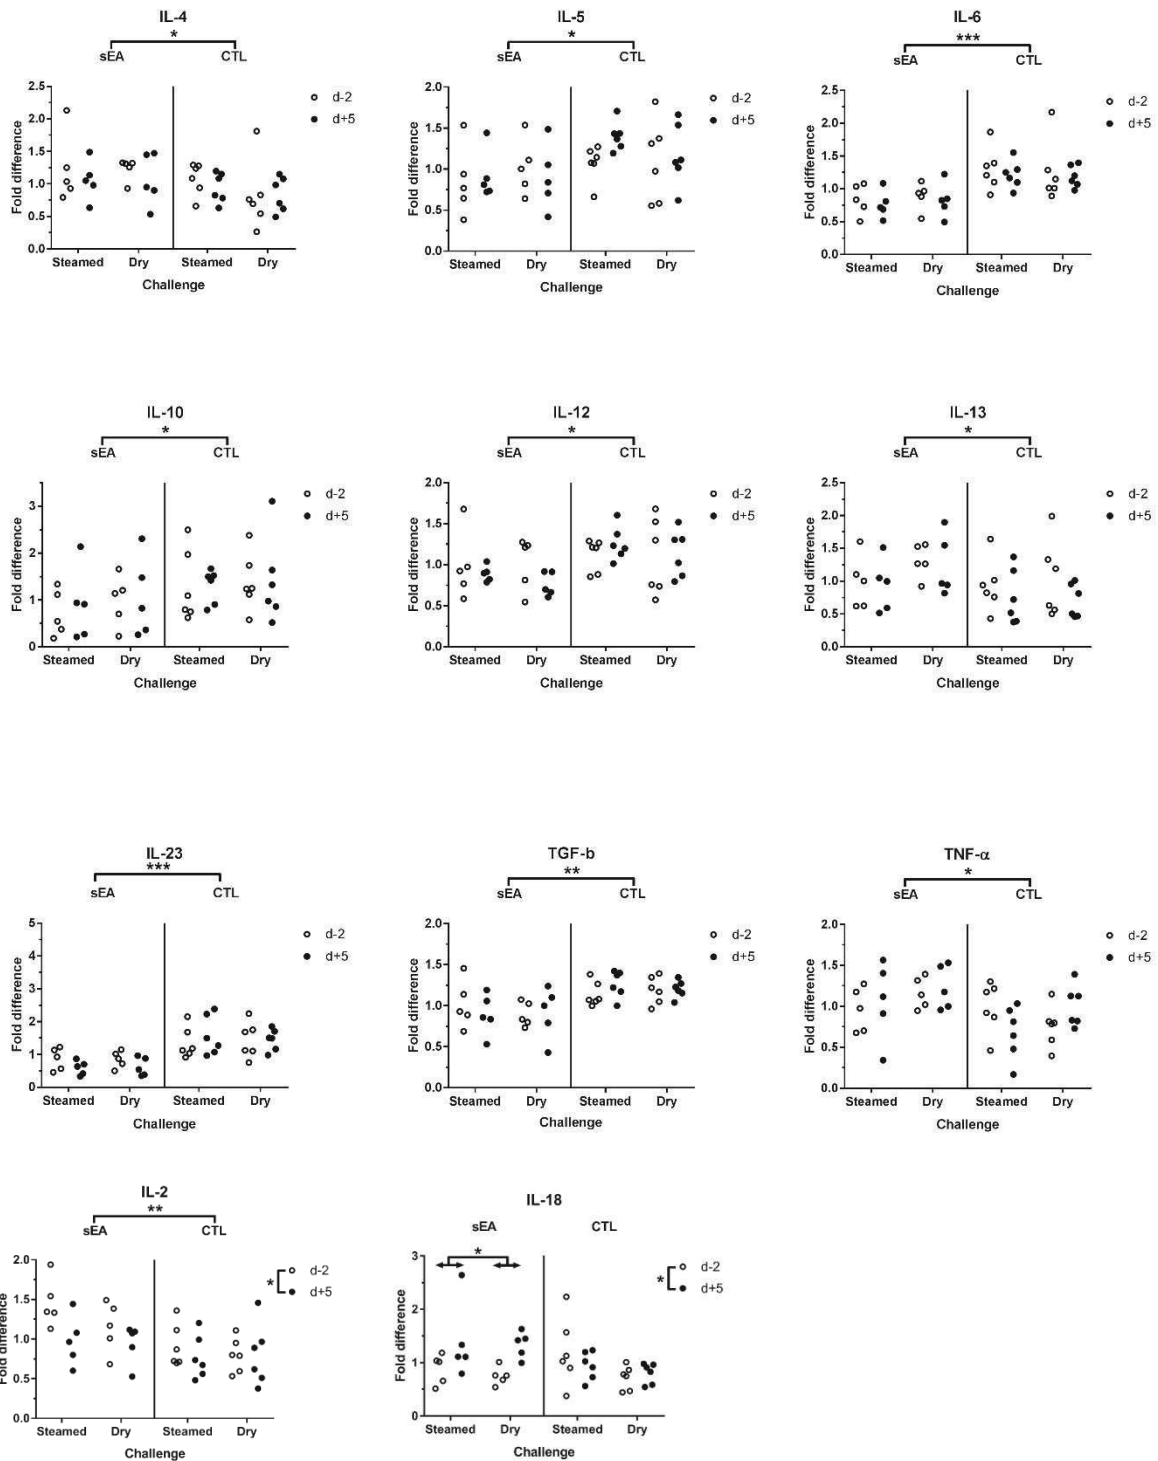 IL-4
*
sEA CTL
d-2
d+5
Fold difference
2.5
2.0
1.5
1.0
0.5
0.0
Steamed Dry Steamed Dry
Challenge
IL-5
*
sEA CTL
d-2
d+5
Fold difference
2.0
1.5
1.0
0.5
0.0
Steamed Dry Steamed Dry
Challenge
IL-6
***
sEA CTL
d-2
d+5
Fold difference
2.5
2.0
1.5
1.0
0.5
0.0
Steamed Dry Steamed Dry
Challenge
IL-10
*
sEA CTL
d-2
d+5
Fold difference
3
2
1
0
Steamed Dry Steamed Dry
Challenge
IL-12
*
sEA CTL
d-2
d+5
Fold difference
2.0
1.5
1.0
0.5
0.0
Steamed Dry Steamed Dry
Challenge
IL-13
*
sEA CTL
d-2
d+5
Fold difference
2.5
2.0
1.5
1.0
0.5
0.0
Steamed Dry Steamed Dry
Challenge
IL-23
***
sEA CTL
d-2
d+5
Fold difference
5
4
3
2
1
0
Steamed Dry Steamed Dry
Challenge
TGF-b
**
sEA CTL
d-2
d+5
Fold difference
2.0
1.5
1.0
0.5
0.0
Steamed Dry Steamed Dry
Challenge
TNF-α
*
sEA CTL
d-2
d+5
Fold difference
2.0
1.5
1.0
0.5
0.0
Steamed Dry Steamed Dry
Challenge
IL-2
**
sEA CTL
d-2
*
d+5
Fold difference
2.0
1.5
1.0
0.5
0.0
Steamed Dry Steamed Dry
Challenge
IL-18
sEA CTL
*
d-2
*
d+5
Fold difference
3
2
1
0
Steamed Dry Steamed Dry
Challenge